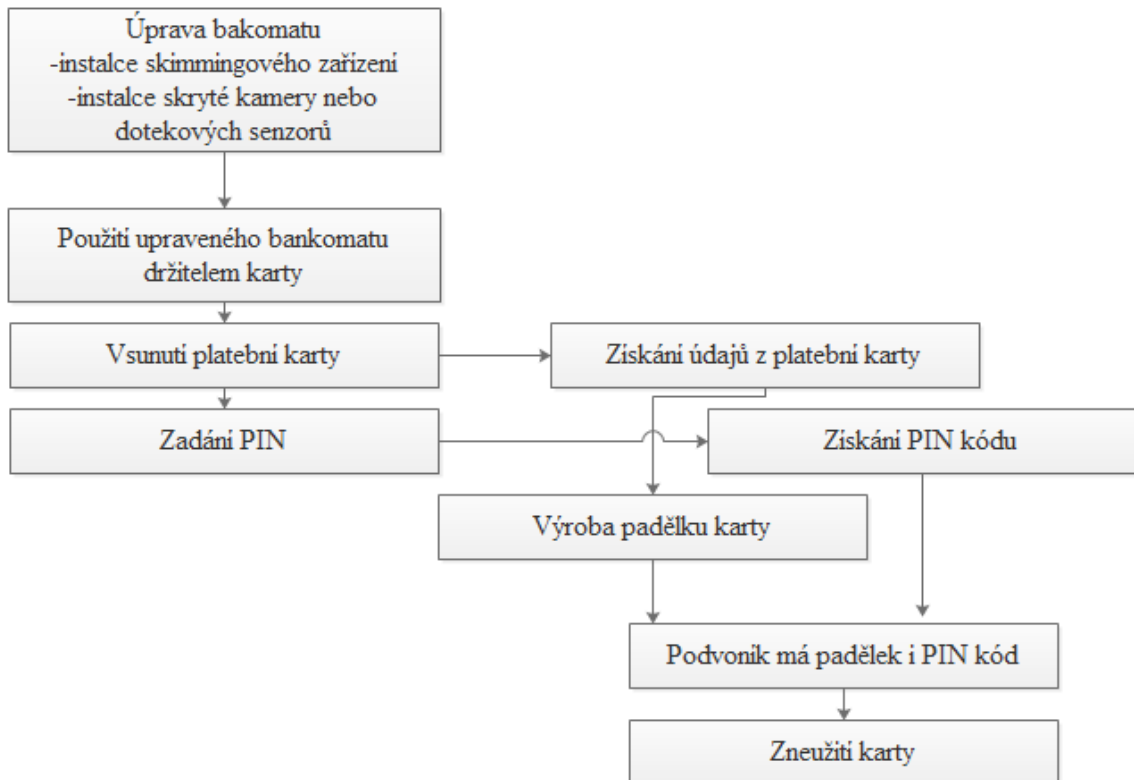 Úprava bakomatu
-instalce skimmingového zařízení
-instalce skryté kamery nebo
dotekových senzorů
Použití upraveného bankomatu
držitelem karty
Vsunutí platební karty
Získání údajů z platební karty
Zadání PIN
Získání PIN kódu
Výroba padělku karty
Podvoník má padělek i PIN kód
Zneužití karty